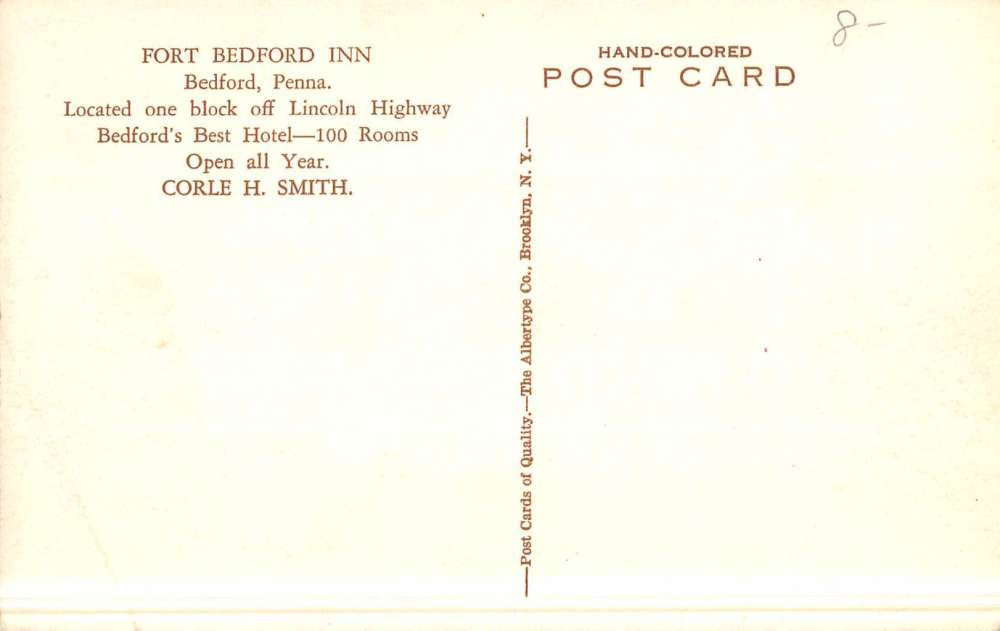 FORT BEDFORD INN
Bedford, Penna.
Located one block off Lincoln Highway
Bedford's Best Hotel—100 Rooms
Open all Year.
CORLE H. SMITH.
HAND-COLORED
POST CARD
8-
—Post Cards of Quality.—The Albertype Co., Brooklyn, N. Y.—